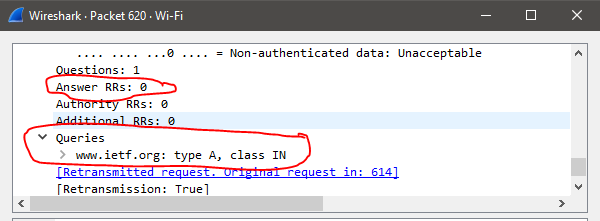 Wireshark · Packet 620 · Wi-Fi
.... .... ...0 .... = Non-authenticated data: Unacceptable
Questions: 1
Answer RRs: 0
Authority RRs: 0
Additional RRs: 0
Queries
www.ietf.org: type A, class IN
[Retransmitted request. Original request in: 614]
[Retransmission: True]